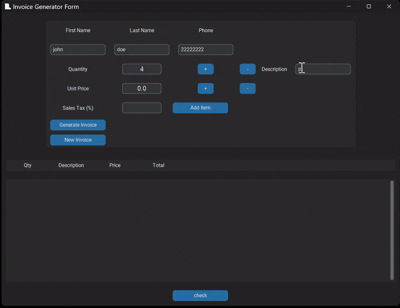 Invoice Generator Form
First Name Last Name Phone
john doe 22222222
Quantity 4 + - Description
Unit Price 0.0 + -
Sales Tax (%) Add item
Generate Invoice
New Invoice
Qty Description Price Total
check